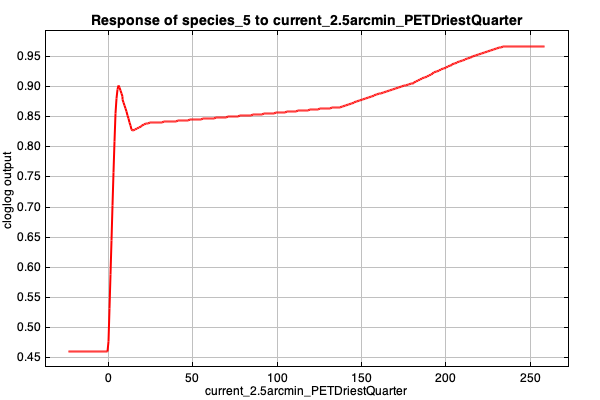 Response of species_5 to current_2.5arcmin_PETDriestQuarter
0.95
0.90
0.85
0.80
0.75
0.70
0.65
0.60
0.55
0.50
0.45
cloglog output
0 50 100 150 200 250
current_2.5arcmin_PETDriestQuarter